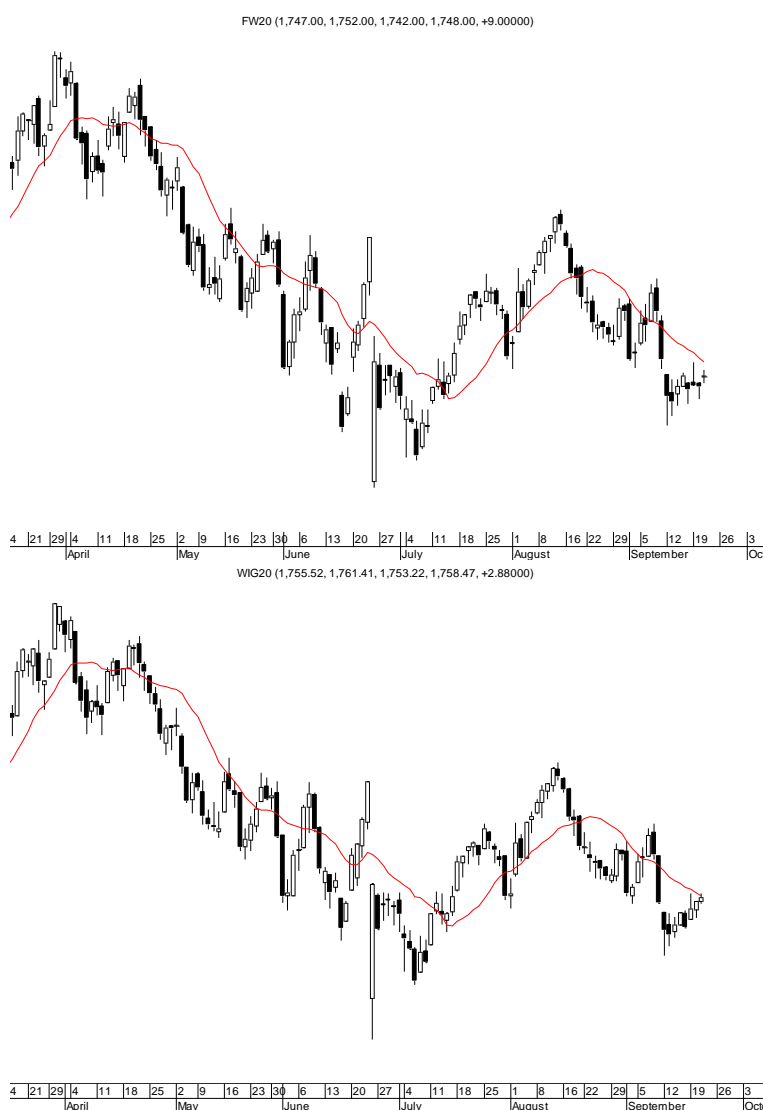 FW20 (1,747.00, 1,752.00, 1,742.00, 1,748.00, +9.00000)
4 21 29 4 11 18 25 2 9 16 23 30 6 13 20 27 4 11 18 25 1 8 16 22 29 5 12 19 26 3
April May June July August September Oct
WIG20 (1,755.52, 1,761.41, 1,753.22, 1,758.47, +2.88000)
4 21 29 4 11 18 25 2 9 16 23 30 6 13 20 27 4 11 18 25 1 8 16 22 29 5 12 19 26 3
April May June July August September Oct